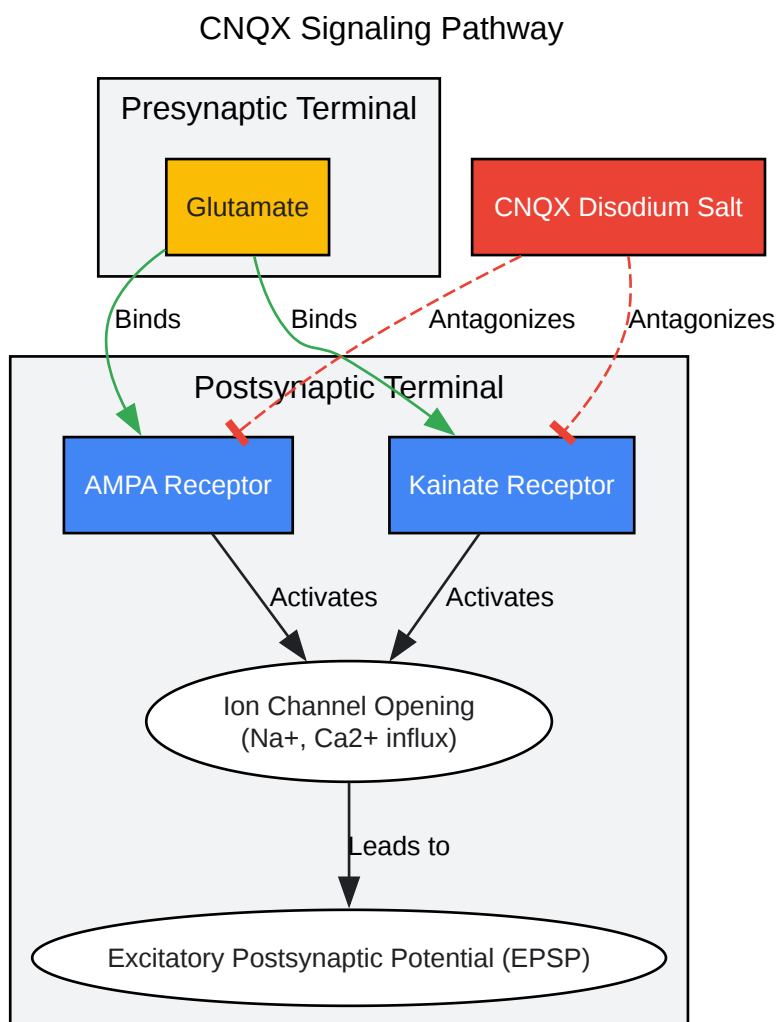 CNQX Signaling Pathway
Presynaptic Terminal
Glutamate
CNQX Disodium Salt
Binds
Binds
Antagonizes
Antagonizes
Postsynaptic Terminal
AMPA Receptor
Kainate Receptor
Activates
Activates
Ion Channel Opening
(Na+, Ca2+ influx)
Leads to
Excitatory Postsynaptic Potential (EPSP)